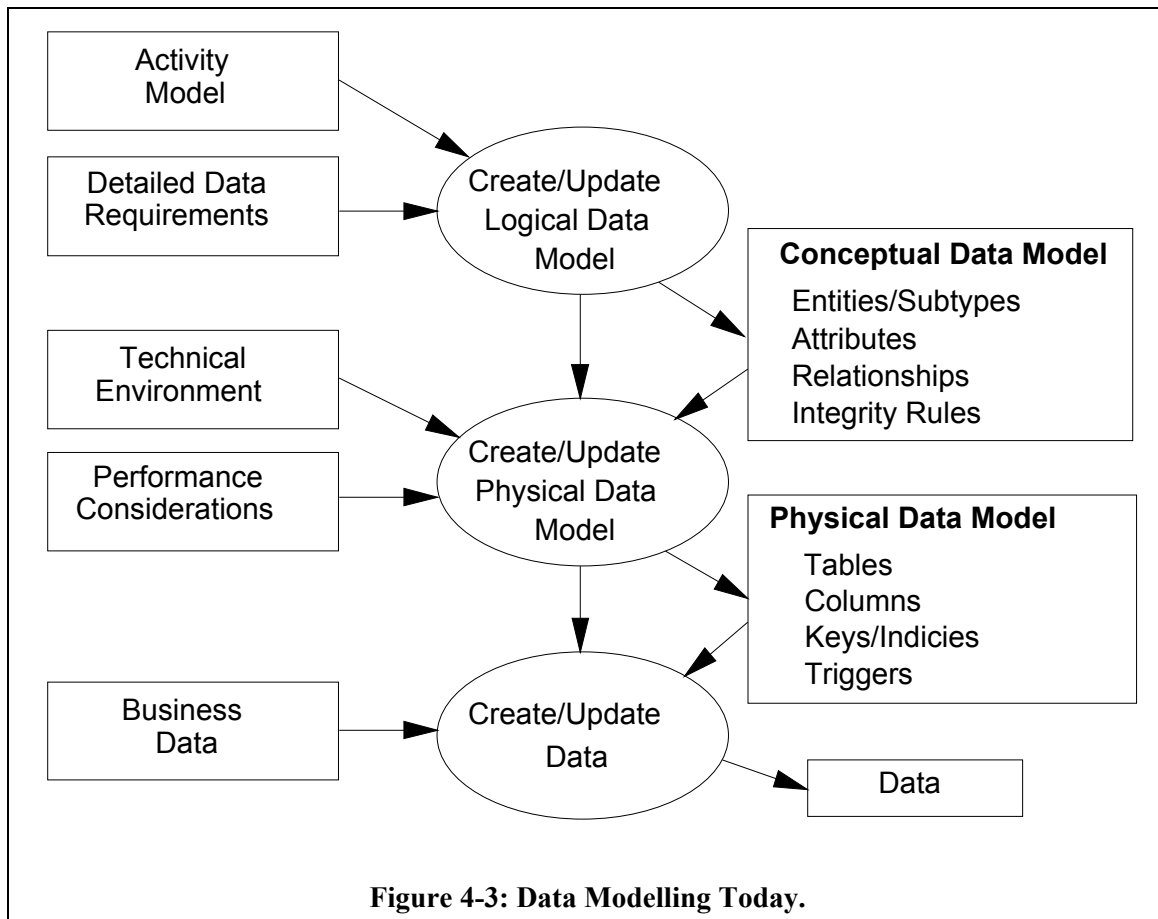 Activity
Model
Detailed Data
Requirements
Create/Update
Logical Data
Model
Conceptual Data Model
Entities/Subtypes
Attributes
Relationships
Integrity Rules
Technical
Environment
Performance
Considerations
Create/Update
Physical Data
Model
Physical Data Model
Tables
Columns
Keys/Indicies
Triggers
Business
Data
Create/Update
Data
Data
Figure 4-3: Data Modelling Today.